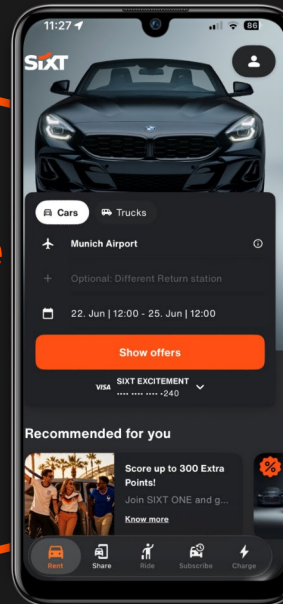 11:27
86
SIXT
Cars
Trucks
Munich Airport
Optional: Different Return station
22. Jun | 12:00 - 25. Jun | 12:00
Show offers
VISA SIXT EXCITEMENT
•••• •••• •••• •240
Recommended for you
Score up to 300 Extra
Points!
Join SIXT ONE and g...
Know more
Rent
Share
Ride
Subscribe
Charge